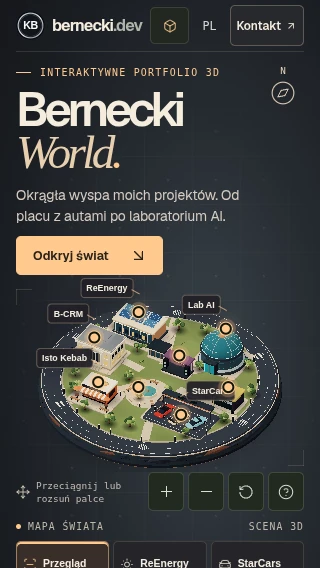 KB bernecki.dev PL Kontakt ↗
INTERAKTYWNE PORTFOLIO 3D
N
Bernecki
World.
Okrągła wyspa moich projektów. Od
placu z autami po laboratorium AI.
Odkryj świat
ReEnergy
Lab AI
B-CRM
Isto Kebab
StarCar
Przeciągnij lub
rozsuń palce
MAPA ŚWIATA SCENA 3D
Przegląd ReEnergy StarCars